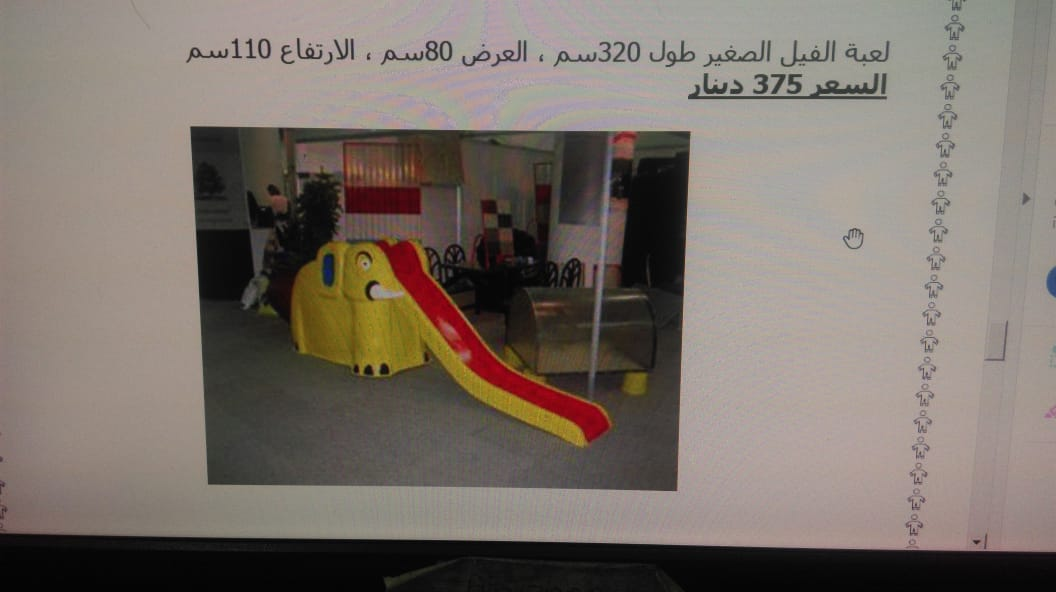 لعبة الفيل الصغير طول 320سم ، العرض 80سم ، الارتفاع 110سم
السعر 375 دينار